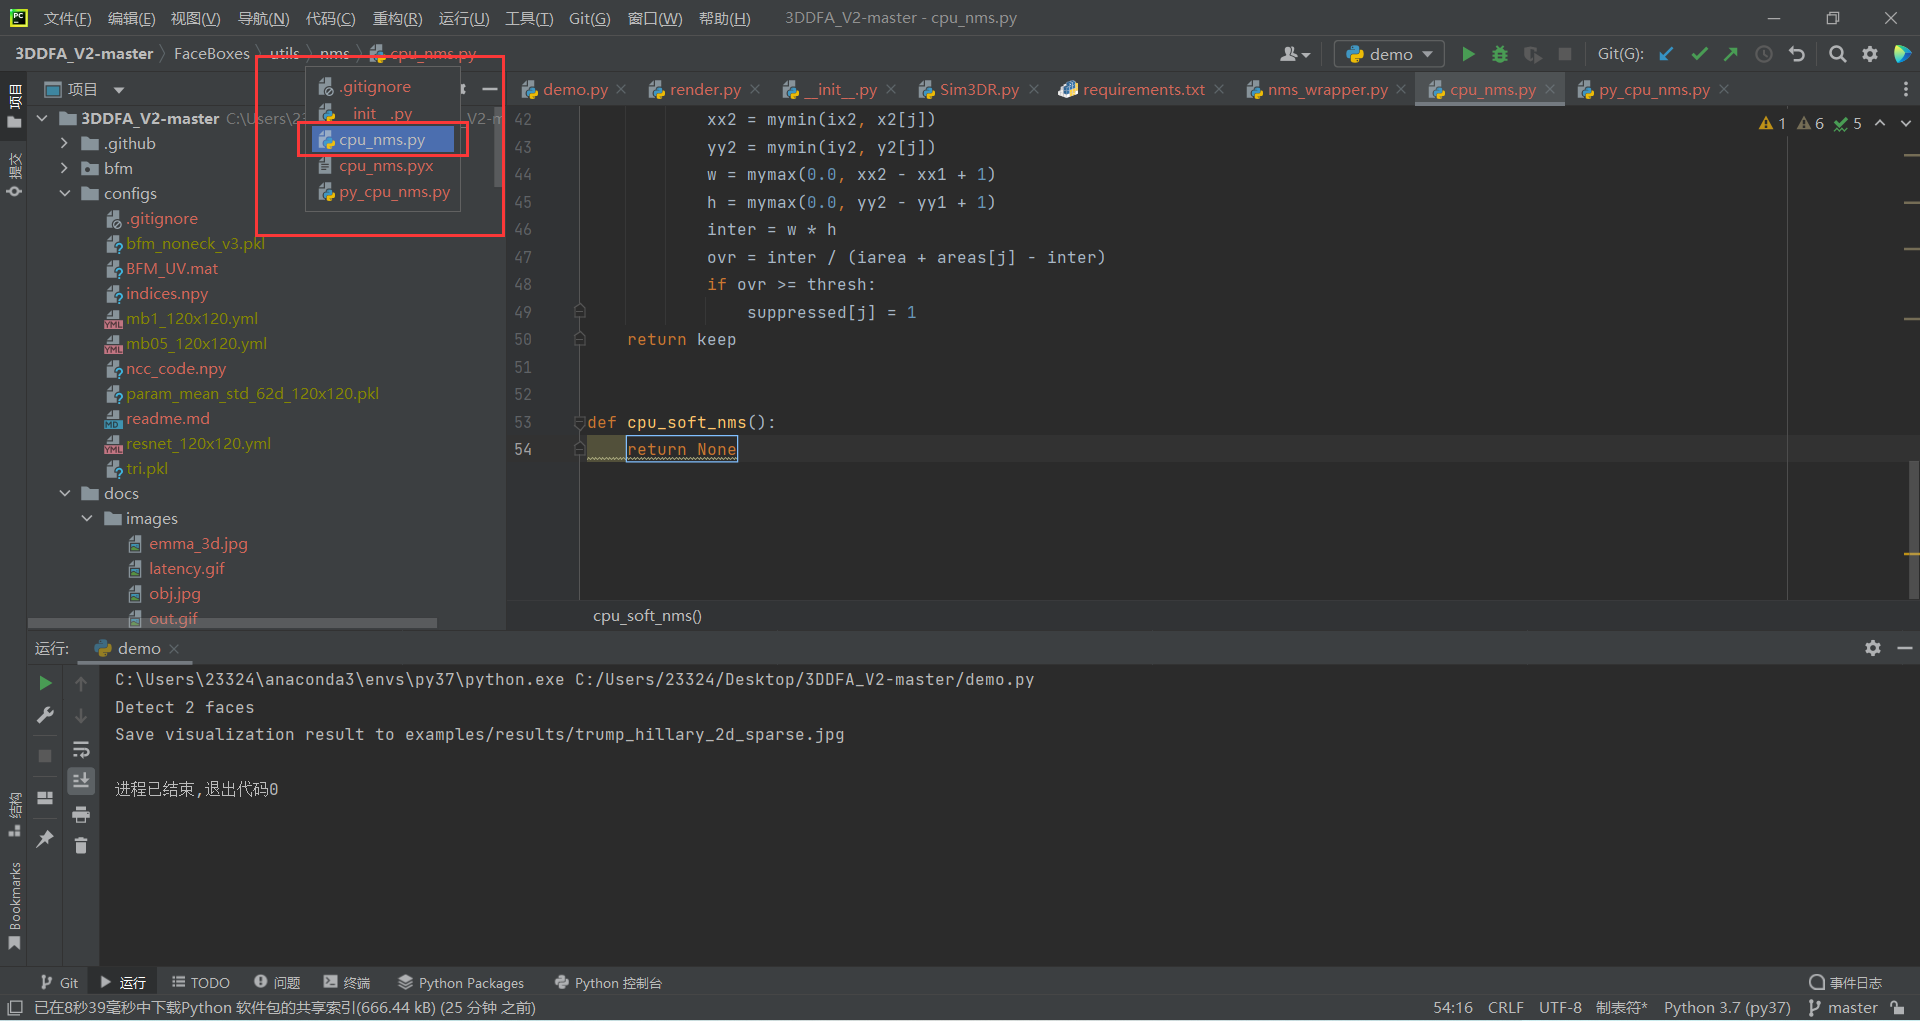 文件(F) 编辑(E) 视图(V) 导航(N) 代码(C) 重构(R) 运行(U) 工具(T) Git(G) 窗口(W) 帮助(H) 3DDFA_V2-master - cpu_nms.py
3DDFA_V2-master FaceBoxes utils nms cpu_nms.py
demo
Git(G):
项目
项目
提交
结构
Bookmarks
.gitignore
__init__.py
cpu_nms.py
cpu_nms.pyx
py_cpu_nms.py
demo.py
render.py
__init__.py
Sim3DR.py
requirements.txt
nms_wrapper.py
cpu_nms.py
py_cpu_nms.py
3DDFA_V2-master C:\Users\23 _V2-m
.github
bfm
configs
.gitignore
bfm_noneck_v3.pkl
BFM_UV.mat
indices.npy
mb1_120x120.yml
mb05_120x120.yml
ncc_code.npy
param_mean_std_62d_120x120.pkl
readme.md
resnet_120x120.yml
tri.pkl
docs
images
emma_3d.jpg
latency.gif
obj.jpg
out.gif
1 6 5
42 xx2 = mymin(ix2, x2[j])
43 yy2 = mymin(iy2, y2[j])
44 w = mymax(0.0, xx2 - xx1 + 1)
45 h = mymax(0.0, yy2 - yy1 + 1)
46 inter = w * h
47 ovr = inter / (iarea + areas[j] - inter)
48 if ovr >= thresh:
49 suppressed[j] = 1
50 return keep
51
52
53 def cpu_soft_nms():
54 return None
cpu_soft_nms()
运行: demo
C:\Users\23324\anaconda3\envs\py37\python.exe C:/Users/23324/Desktop/3DDFA_V2-master/demo.py
Detect 2 faces
Save visualization result to examples/results/trump_hillary_2d_sparse.jpg
进程已结束,退出代码0
Git 运行 TODO 问题 终端 Python Packages Python 控制台 事件日志
已在8秒39毫秒中下载Python 软件包的共享索引(666.44 kB) (25 分钟 之前) 54:16 CRLF UTF-8 制表符* Python 3.7 (py37) master